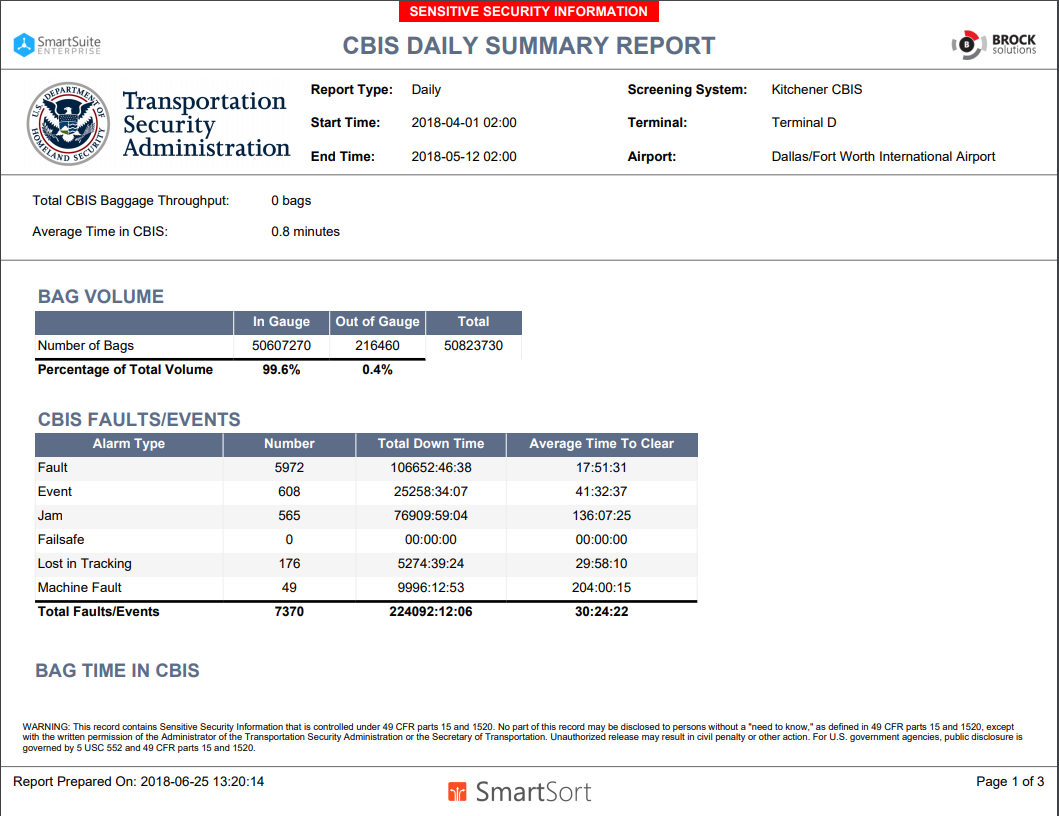 SENSITIVE SECURITY INFORMATION
SmartSuite
ENTERPRISE
CBIS DAILY SUMMARY REPORT
B
BROCK
solutions
U.S. DEPARTMENT OF
HOMELAND SECURITY
Transportation
Security
Administration
Report Type: Daily
Screening System: Kitchener CBIS
Start Time: 2018-04-01 02:00
Terminal: Terminal D
End Time: 2018-05-12 02:00
Airport: Dallas/Fort Worth International Airport
Total CBIS Baggage Throughput: 0 bags
Average Time in CBIS: 0.8 minutes
BAG VOLUME
In Gauge Out of Gauge Total
Number of Bags 50607270 216460 50823730
Percentage of Total Volume 99.6% 0.4%
CBIS FAULTS/EVENTS
Alarm Type Number Total Down Time Average Time To Clear
Fault 5972 106652:46:38 17:51:31
Event 608 25258:34:07 41:32:37
Jam 565 76909:59:04 136:07:25
Failsafe 0 00:00:00 00:00:00
Lost in Tracking 176 5274:39:24 29:58:10
Machine Fault 49 9996:12:53 204:00:15
Total Faults/Events 7370 224092:12:06 30:24:22
BAG TIME IN CBIS
WARNING: This record contains Sensitive Security Information that is controlled under 49 CFR parts 15 and 1520. No part of this record may be disclosed to persons without a "need to know," as defined in 49 CFR parts 15 and 1520, except
with the written permission of the Administrator of the Transportation Security Administration or the Secretary of Transportation. Unauthorized release may result in civil penalty or other action. For U.S. government agencies, public disclosure is
governed by 5 USC 552 and 49 CFR parts 15 and 1520.
Report Prepared On: 2018-06-25 13:20:14
SmartSort
Page 1 of 3